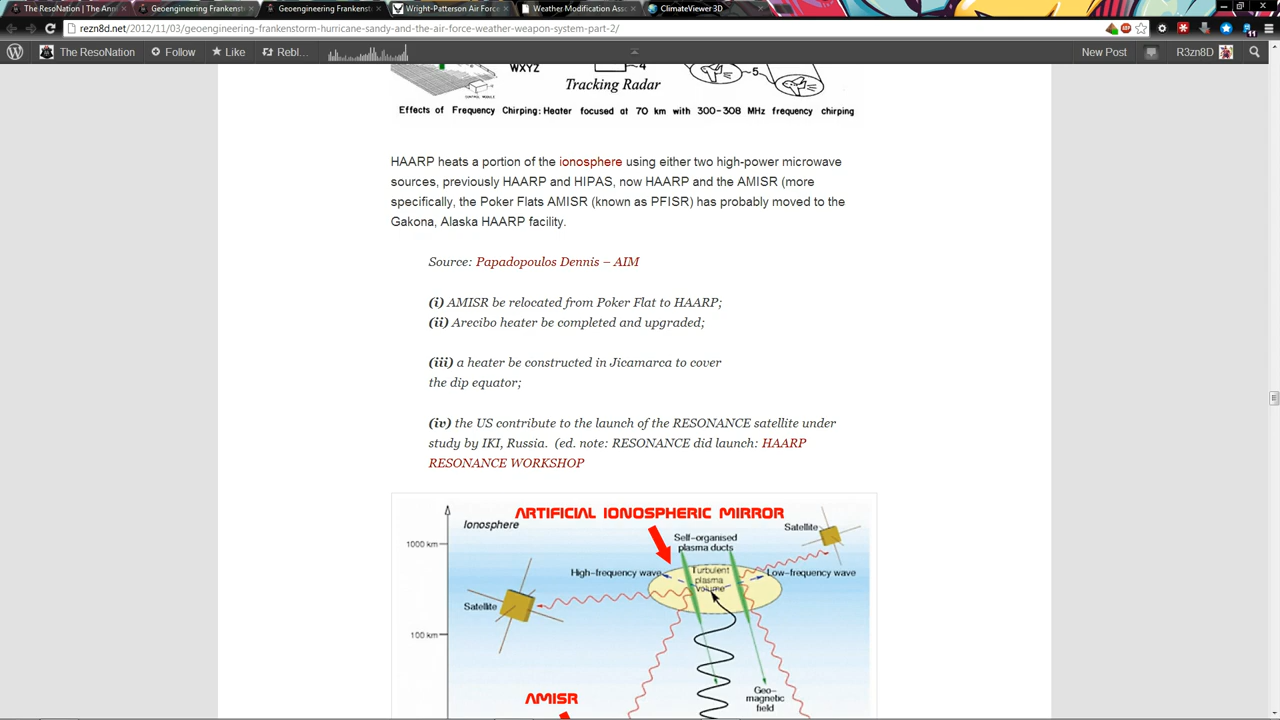 The ResoNation | The Ang
Geoengineering Frankenst
Geoengineering Frankenst
Wright-Patterson Air Force
Weather Modification Asso
ClimateViewer 3D
rezn8d.net/2012/11/03/geoengineering-frankenstorm-hurricane-sandy-and-the-air-force-weather-weapon-system-part-2/
The ResoNation Follow Like Rebl... New Post R3zn8D
WXYZ 4 5
Tracking Radar
CONTROL MODULE
Effects of Frequency Chirping: Heater focused at 70 km with 300-308 MHz frequency chirping
HAARP heats a portion of the ionosphere using either two high-power microwave
sources, previously HAARP and HIPAS, now HAARP and the AMISR (more
specifically, the Poker Flats AMISR (known as PFISR) has probably moved to the
Gakona, Alaska HAARP facility.
Source: Papadopoulos Dennis – AIM
(i) AMISR be relocated from Poker Flat to HAARP;
(ii) Arecibo heater be completed and upgraded;
(iii) a heater be constructed in Jicamarca to cover
the dip equator;
(iv) the US contribute to the launch of the RESONANCE satellite under
study by IKI, Russia. (ed. note: RESONANCE did launch: HAARP
RESONANCE WORKSHOP
ARTIFICIAL IONOSPHERIC MIRROR
Ionosphere
Satellite
Self-organised
plasma ducts
1000 km
High-frequency wave
Turbulent
plasma
volume
Low-frequency wave
Satellite
100 km
AMISR
Geo-
magnetic
field